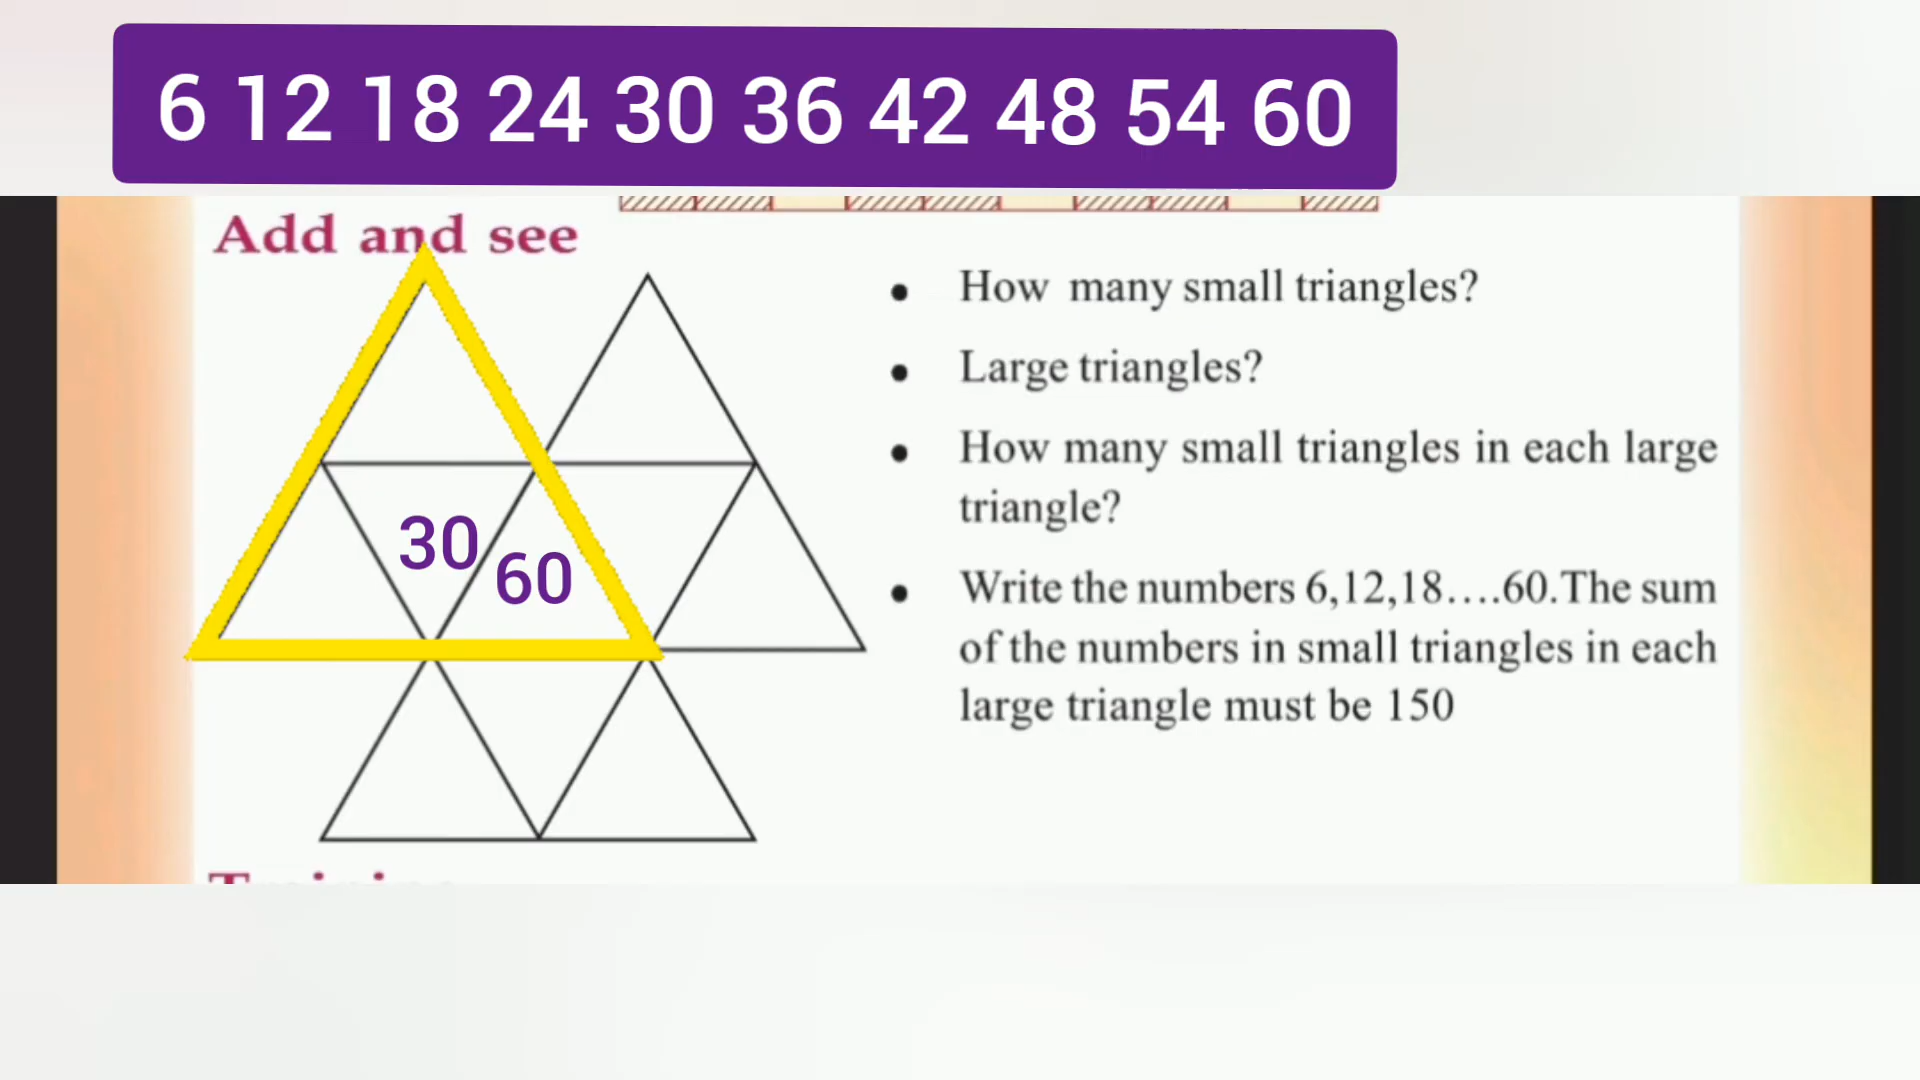 6 12 18 24 30 36 42 48 54 60
Add and see
30
60
• How many small triangles?
• Large triangles?
• How many small triangles in each large
triangle?
• Write the numbers 6,12,18....60.The sum
of the numbers in small triangles in each
large triangle must be 150